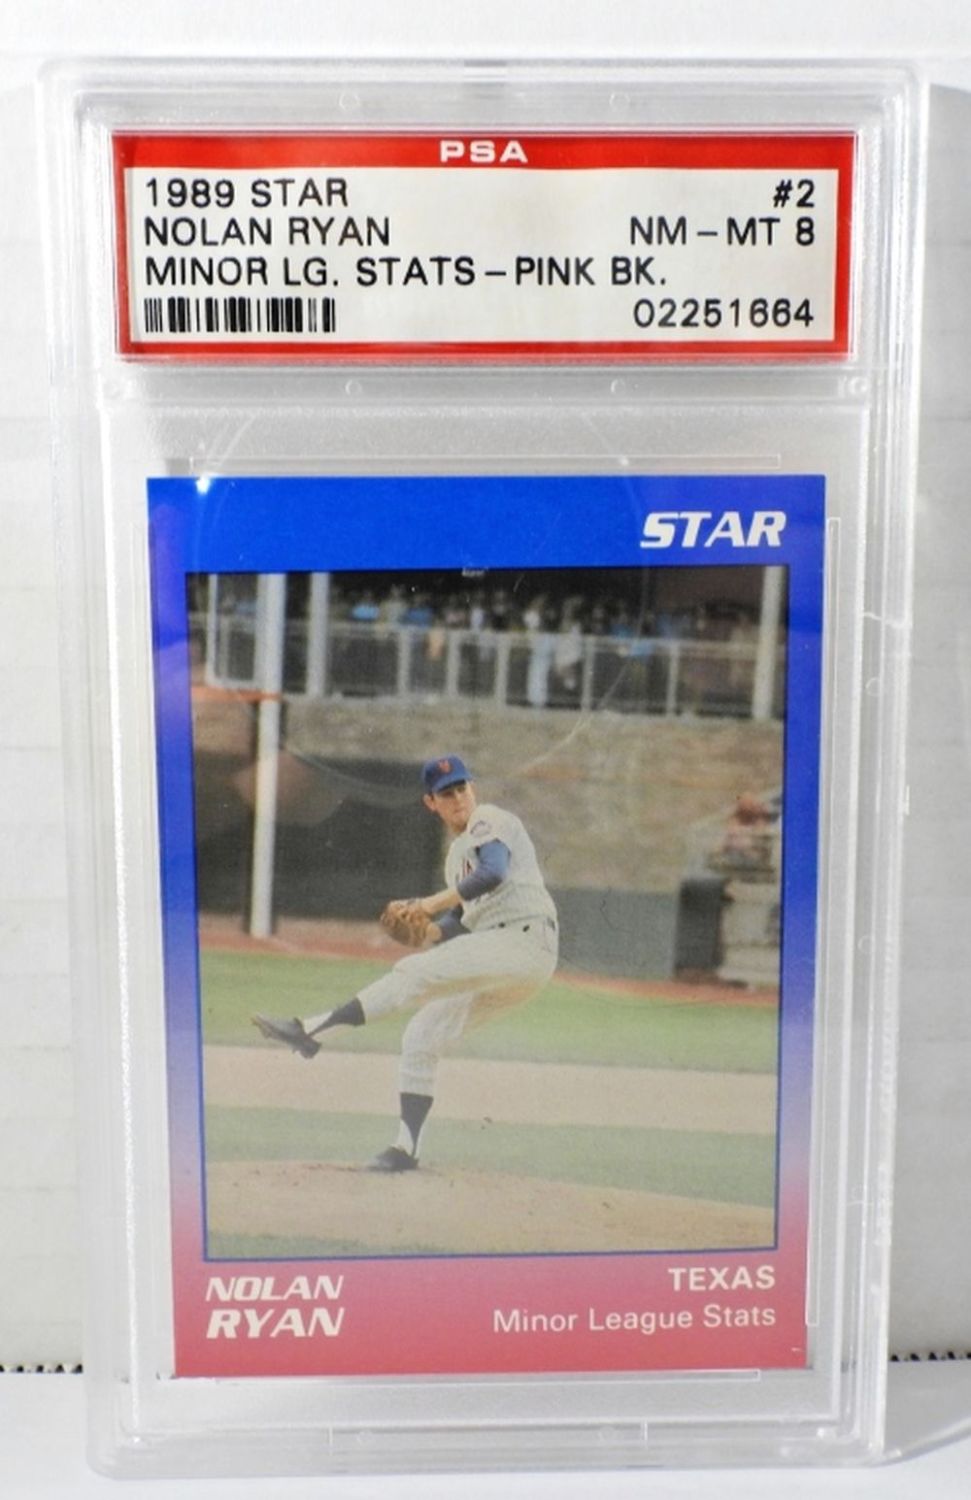 PSA
1989 STAR #2
NOLAN RYAN NM-MT 8
MINOR LG. STATS-PINK BK.
02251664
STAR
NOLAN
RYAN
TEXAS
Minor League Stats